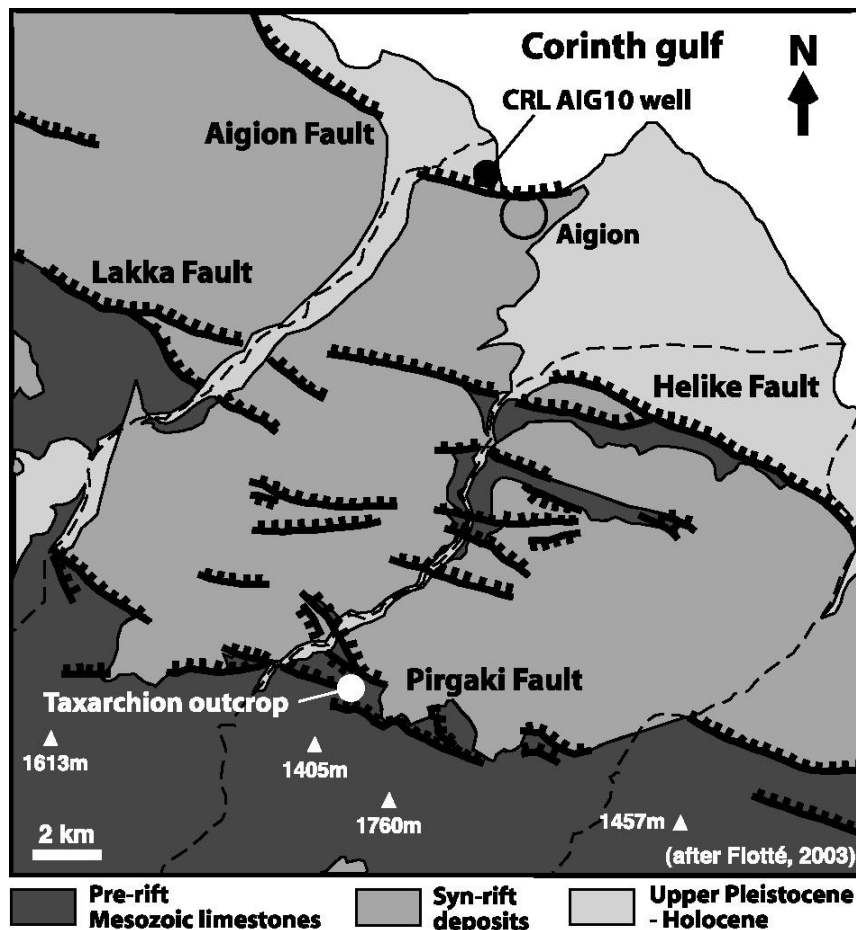 Corinth gulf
N
CRL AIG10 well
Aigion Fault
Aigion
Lakka Fault
Helike Fault
Pirgaki Fault
Taxarchion outcrop
1613m
1405m
1760m
1457m
2 km
(after Flotté, 2003)
Pre-rift
Mesozoic limestones
Syn-rift
deposits
Upper Pleistocene
- Holocene